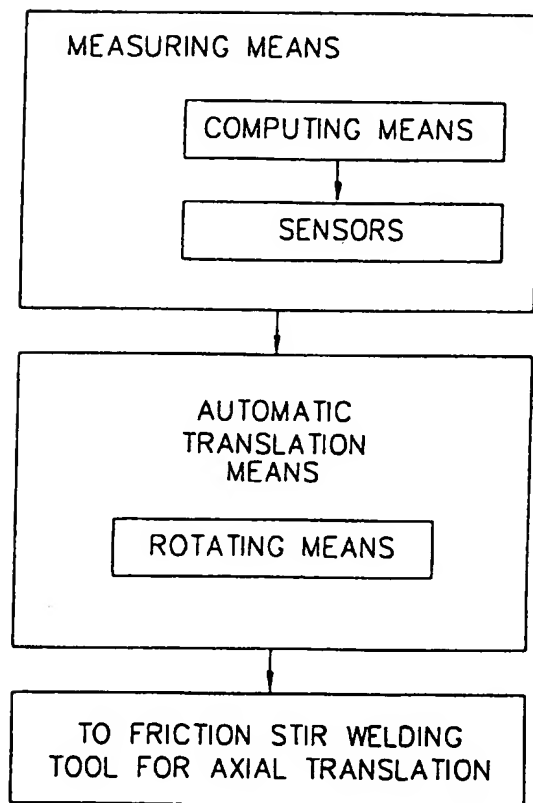 MEASURING MEANS
COMPUTING MEANS
SENSORS
AUTOMATIC
TRANSLATION
MEANS
ROTATING MEANS
TO FRICTION STIR WELDING
TOOL FOR AXIAL TRANSLATION